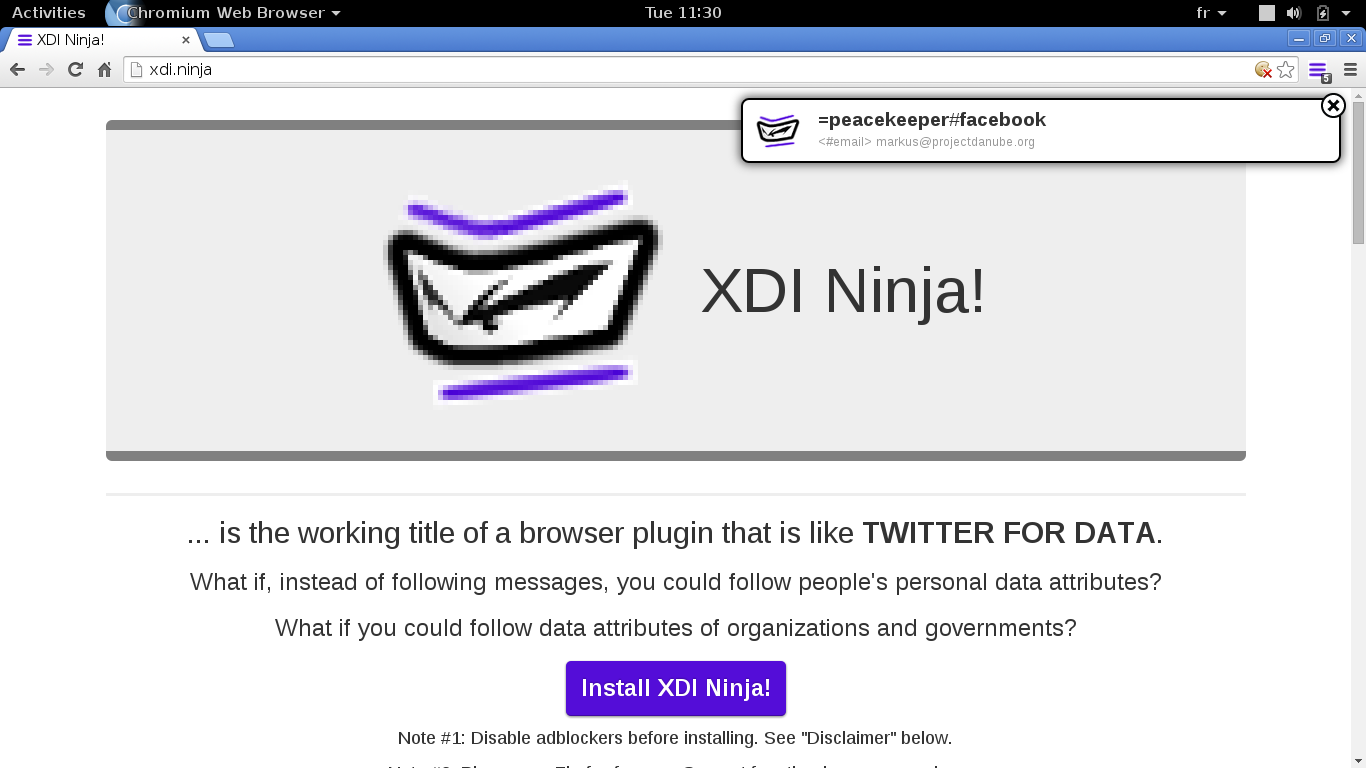 Activities Chromium Web Browser Tue 11:30 fr
XDI Ninja!
xdi.ninja
5
=peacekeeper#facebook
<#email> markus@projectdanube.org
XDI Ninja!
... is the working title of a browser plugin that is like TWITTER FOR DATA.
What if, instead of following messages, you could follow people's personal data attributes?
What if you could follow data attributes of organizations and governments?
Install XDI Ninja!
Note #1: Disable adblockers before installing. See "Disclaimer" below.